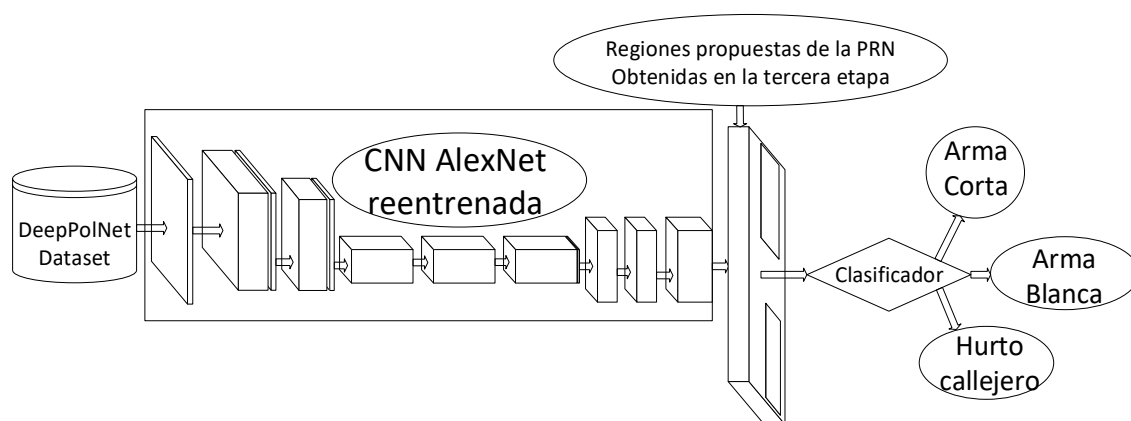 Regiones propuestas de la PRN
Obtenidas en la tercera etapa
CNN AlexNet
reentrenada
DeepPolNet
Dataset
Clasificador
Arma
Corta
Arma
Blanca
Hurto
callejero